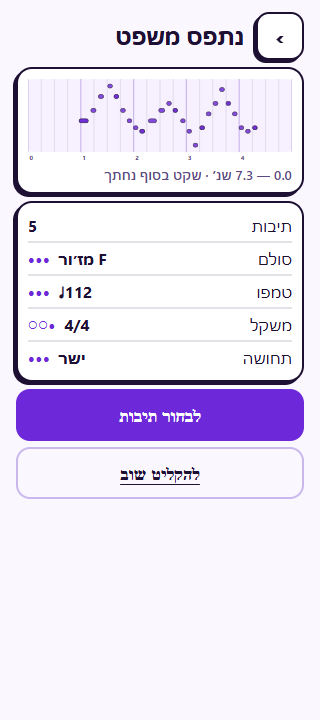 נתפס משפט
0 1 2 3 4
0.0 — 7.3 שנ׳ · שקט בסוף נחתך
תיבות 5
סולם F מז׳ור
טמפו ♩112
משקל 4/4
תחושה ישר
לבחור תיבות
להקליט שוב